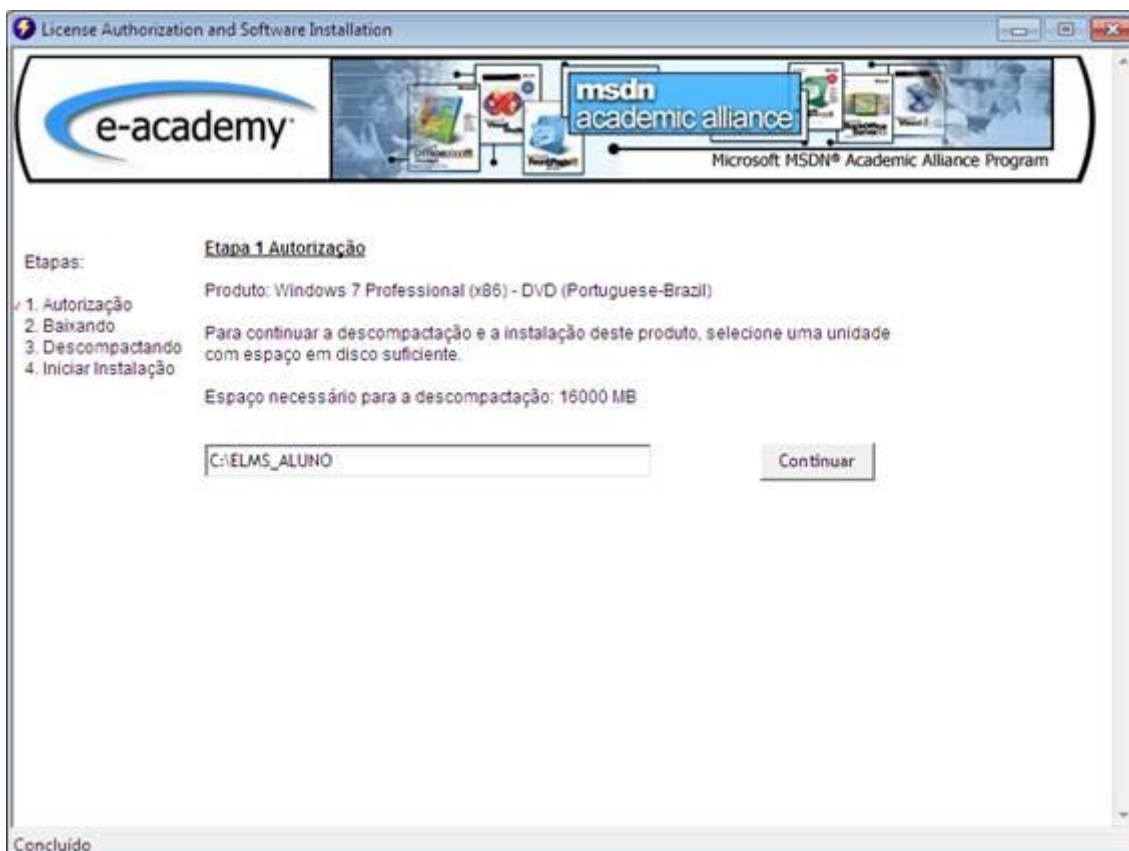 License Authorization and Software Installation
e-academy
msdn
academic alliance
Microsoft MSDN® Academic Alliance Program
Etapas:
1. Autorização
2. Baixando
3. Descompactando
4. Iniciar Instalação
Etapa 1 Autorização
Produto: Windows 7 Professional (x86) - DVD (Portuguese-Brazil)
Para continuar a descompactação e a instalação deste produto, selecione uma unidade
com espaço em disco suficiente.
Espaço necessário para a descompactação: 16000 MB
C:\ELMS_ALUNO
Continuar
Concluído